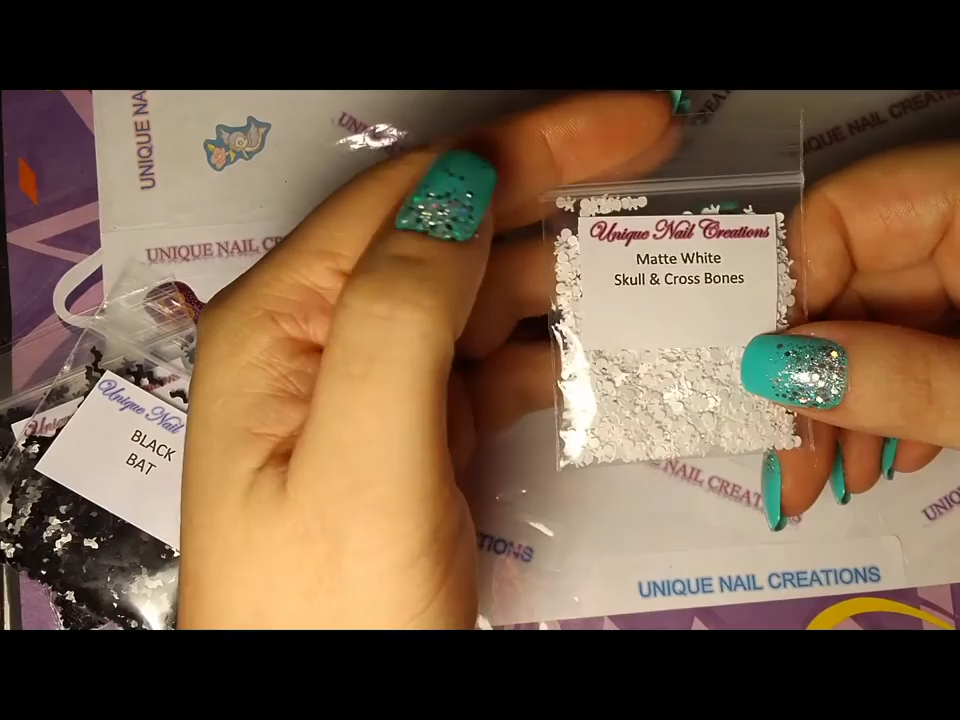 UNIQUE NA
UNIQUE NAIL
UNIQUE NAIL CREATIONS
Unique Nail Creations
Matte White
Skull & Cross Bones
Unique Nail
BLACK
BAT
NAIL CREATIONS
UNIQUE NAIL CREATIONS